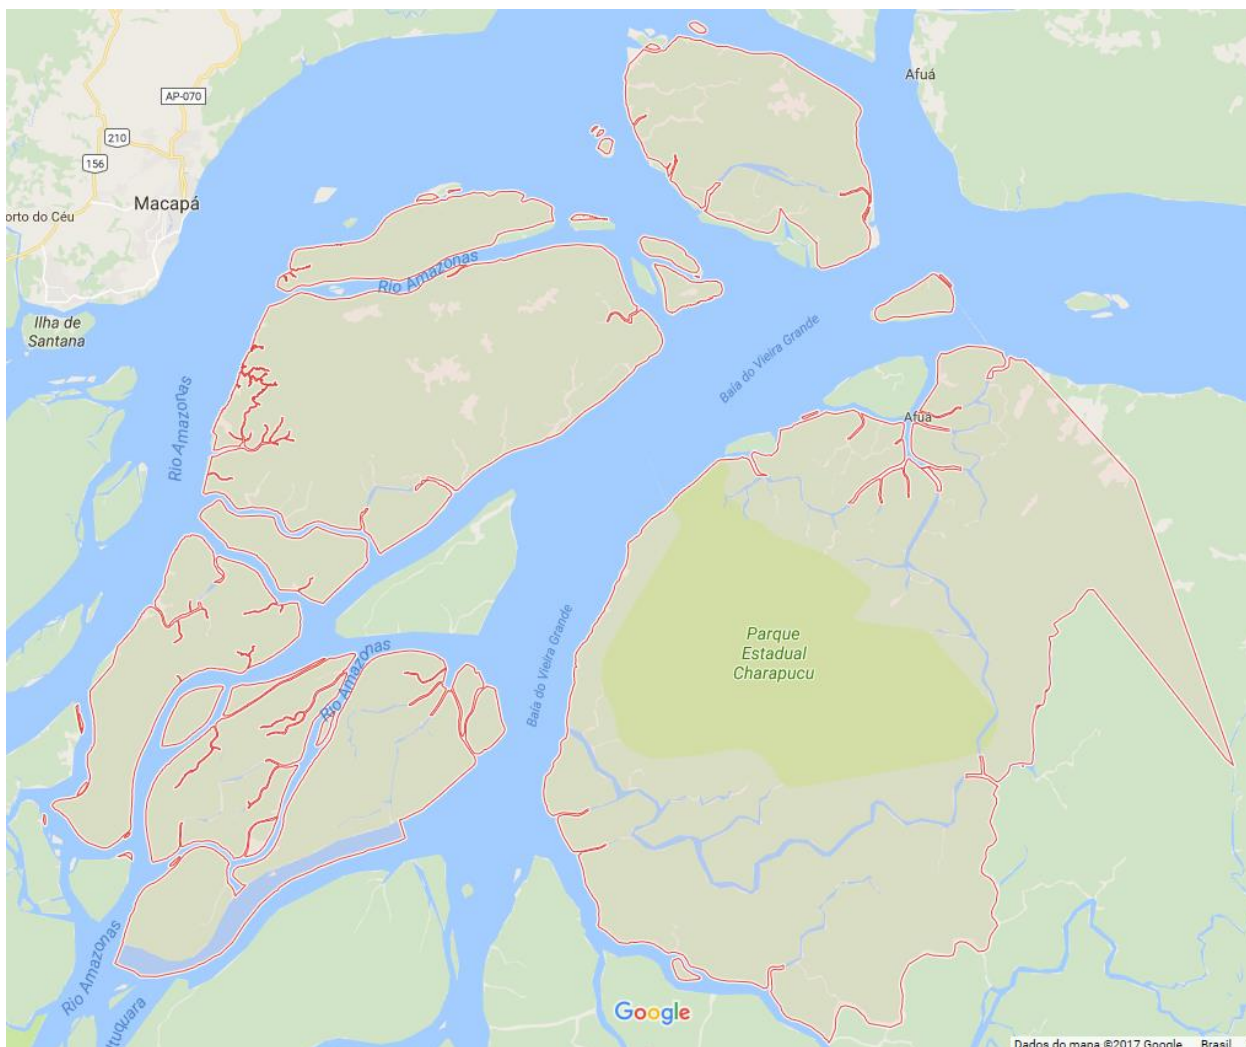 Afuá
AP-070
210
156
Macapá
orto do Céu
Rio Amazonas
Ilha de
Santana
Baía do Vieira Grande
Rio Amazonas
Afuá
Parque
Estadual
Charapucu
Rio Amazonas
Baía do Vieira Grande
Rio Amazonas
ituquara
Google
Dados do mapa ©2017 Google
Brasil